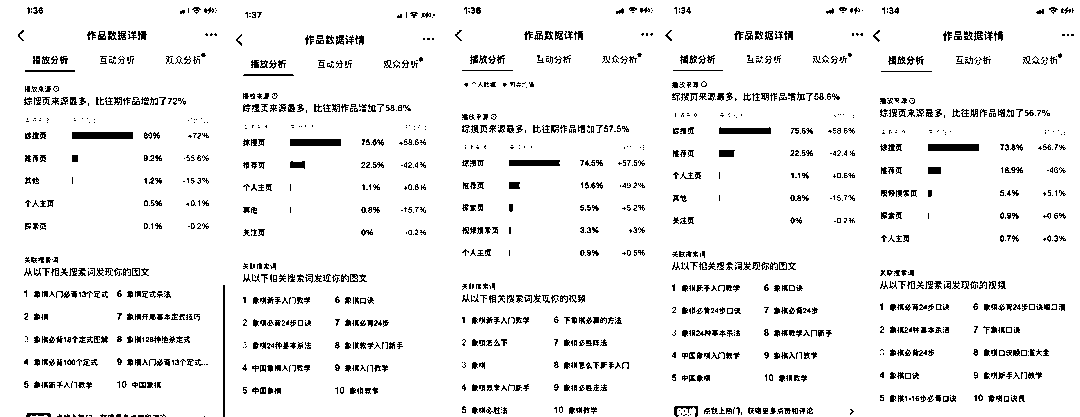 1:36
作品数据详情
播放分析 互动分析 观众分析
播放来源
综搜页来源最多，比往期作品增加了72%
综搜页 89% +72%
推荐页 9.2% -55.6%
其他 1.2% -15.3%
个人主页 0.5% +0.1%
探索页 0.1% -0.2%
关联搜索词
从以下相关搜索词发现你的图文
1 象棋入门必背13个定式 6 象棋定式杀法
2 象棋 7 象棋开局基本定式技巧
3 象棋必背18个定式图解 8 象棋128种绝杀定式
4 象棋必背100个定式 9 象棋入门必背13个定式...
5 象棋新手入门教学 10 中国象棋
1:37
作品数据详情
播放分析 互动分析 观众分析
播放来源
综搜页来源最多，比往期作品增加了58.6%
综搜页 75.6% +58.6%
推荐页 22.5% -42.4%
个人主页 1.1% +0.6%
其他 0.8% -15.7%
关注页 0% -0.2%
关联搜索词
从以下相关搜索词发现你的图文
1 象棋新手入门教学 6 象棋口诀
2 象棋必背24步口诀 7 象棋必背24步
3 象棋24种基本杀法 8 象棋教学入门新手
4 中国象棋入门教学 9 象棋入门教学
5 中国象棋 10 象棋教学
1:36
作品数据详情
播放分析 互动分析 观众分析
播放来源
综搜页来源最多，比往期作品增加了57.5%
综搜页 74.5% +57.5%
推荐页 15.6% -49.2%
探索页 5.5% +5.2%
视频搜索页 3.3% +3%
个人主页 0.9% +0.5%
关联搜索词
从以下相关搜索词发现你的视频
1 象棋新手入门教学 6 下象棋必赢的方法
2 象棋怎么下 7 象棋必胜阵法
3 象棋 8 象棋怎么下新手入门
4 象棋教学入门新手 9 象棋必胜走法
5 象棋必胜法 10 象棋教学
1:34
作品数据详情
播放分析 互动分析 观众分析
播放来源
综搜页来源最多，比往期作品增加了58.6%
综搜页 75.6% +58.6%
推荐页 22.5% -42.4%
个人主页 1.1% +0.6%
其他 0.8% -15.7%
关注页 0% -0.2%
关联搜索词
从以下相关搜索词发现你的图文
1 象棋新手入门教学 6 象棋口诀
2 象棋必背24步口诀 7 象棋必背24步
3 象棋24种基本杀法 8 象棋教学入门新手
4 中国象棋入门教学 9 象棋入门教学
5 中国象棋 10 象棋教学
点我上热门，获得更多点赞和评论
1:34
作品数据详情
播放分析 互动分析 观众分析
播放来源
综搜页来源最多，比往期作品增加了56.7%
综搜页 73.8% +56.7%
推荐页 18.9% -46%
视频搜索页 5.4% +5.1%
探索页 0.9% +0.6%
个人主页 0.7% +0.3%
关联搜索词
从以下相关搜索词发现你的视频
1 象棋必背24步口诀 6 象棋必背24步口诀顺口溜
2 象棋24种基本杀法 7 下象棋口诀
3 象棋必背24步 8 象棋口诀顺口溜大全
4 象棋口诀 9 象棋新手入门教学
5 象棋1-16步必背口诀 10 象棋口诀表